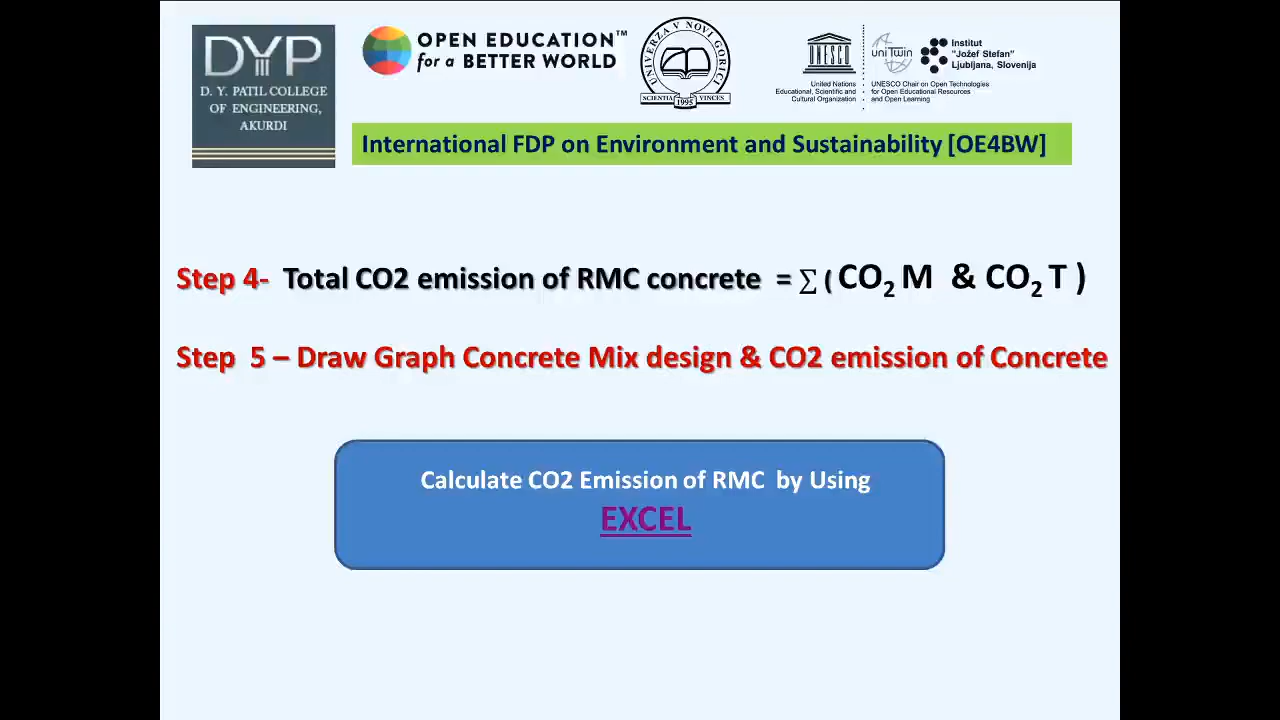 DYP
D. Y. PATIL COLLEGE
OF ENGINEERING,
AKURDI
OPEN EDUCATION™
for a BETTER WORLD
UNIVERZA V NOVI GORICI
SCIENTIA VINCES
1995
UNESCO
United Nations
Educational, Scientific and
Cultural Organization
uniTwin
Institut
"Jožef Stefan"
Ljubljana, Slovenija
UNESCO Chair on Open Technologies
for Open Educational Resources
and Open Learning
International FDP on Environment and Sustainability [OE4BW]
Step 4- Total CO2 emission of RMC concrete = ∑ ( CO₂ M & CO₂ T )
Step 5 – Draw Graph Concrete Mix design & CO2 emission of Concrete
Calculate CO2 Emission of RMC by Using
EXCEL